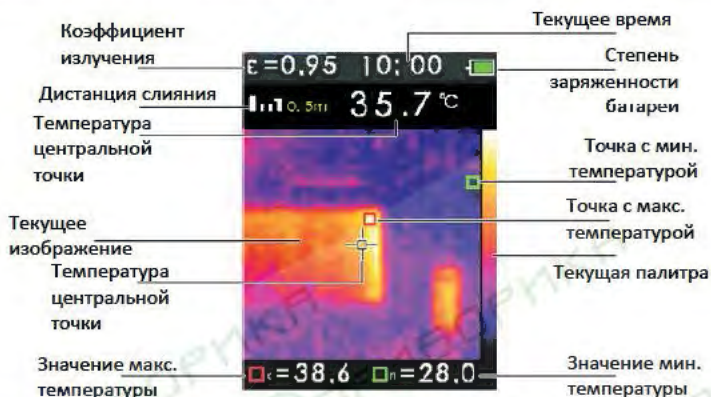 Коэффициент
излучения
Дистанция слияния
Температура
центральной
точки
Текущее
изображение
Температура
центральной
точки
Значение макс.
температуры
ε=0.95 10:00
0.5m 35.7 °C
=38.6 =28.0
Текущее время
Степень
заряженности
батареи
Точка с мин.
температурой
Точка с макс.
температурой
Текущая палитра
Значение мин.
температуры